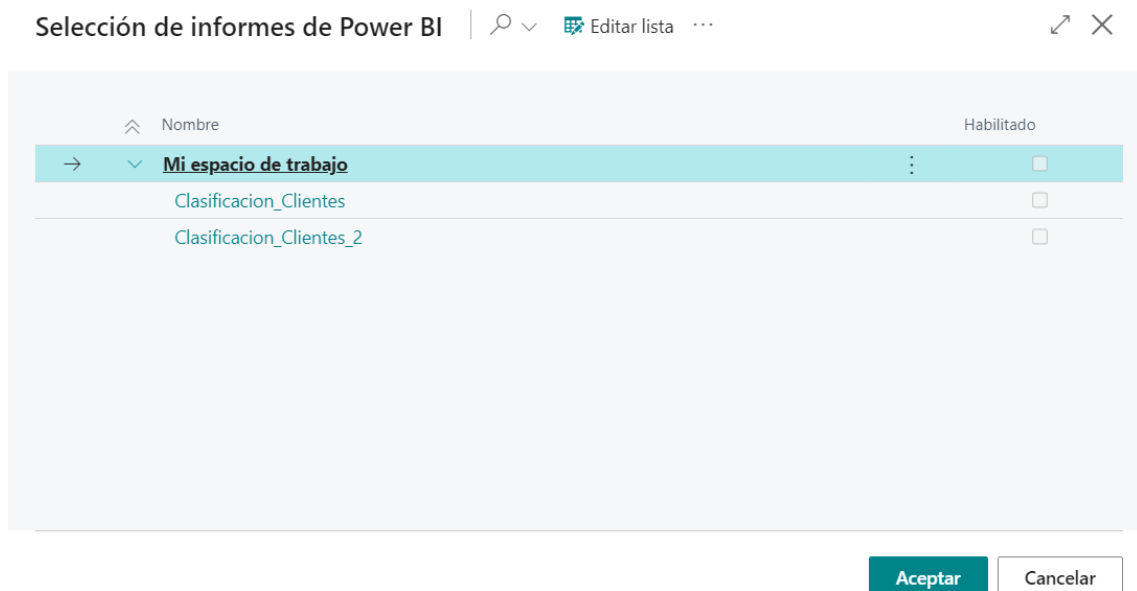 Selección de informes de Power BI Editar lista ...
Nombre Habilitado
Mi espacio de trabajo
Clasificacion_Clientes
Clasificacion_Clientes_2
Aceptar Cancelar